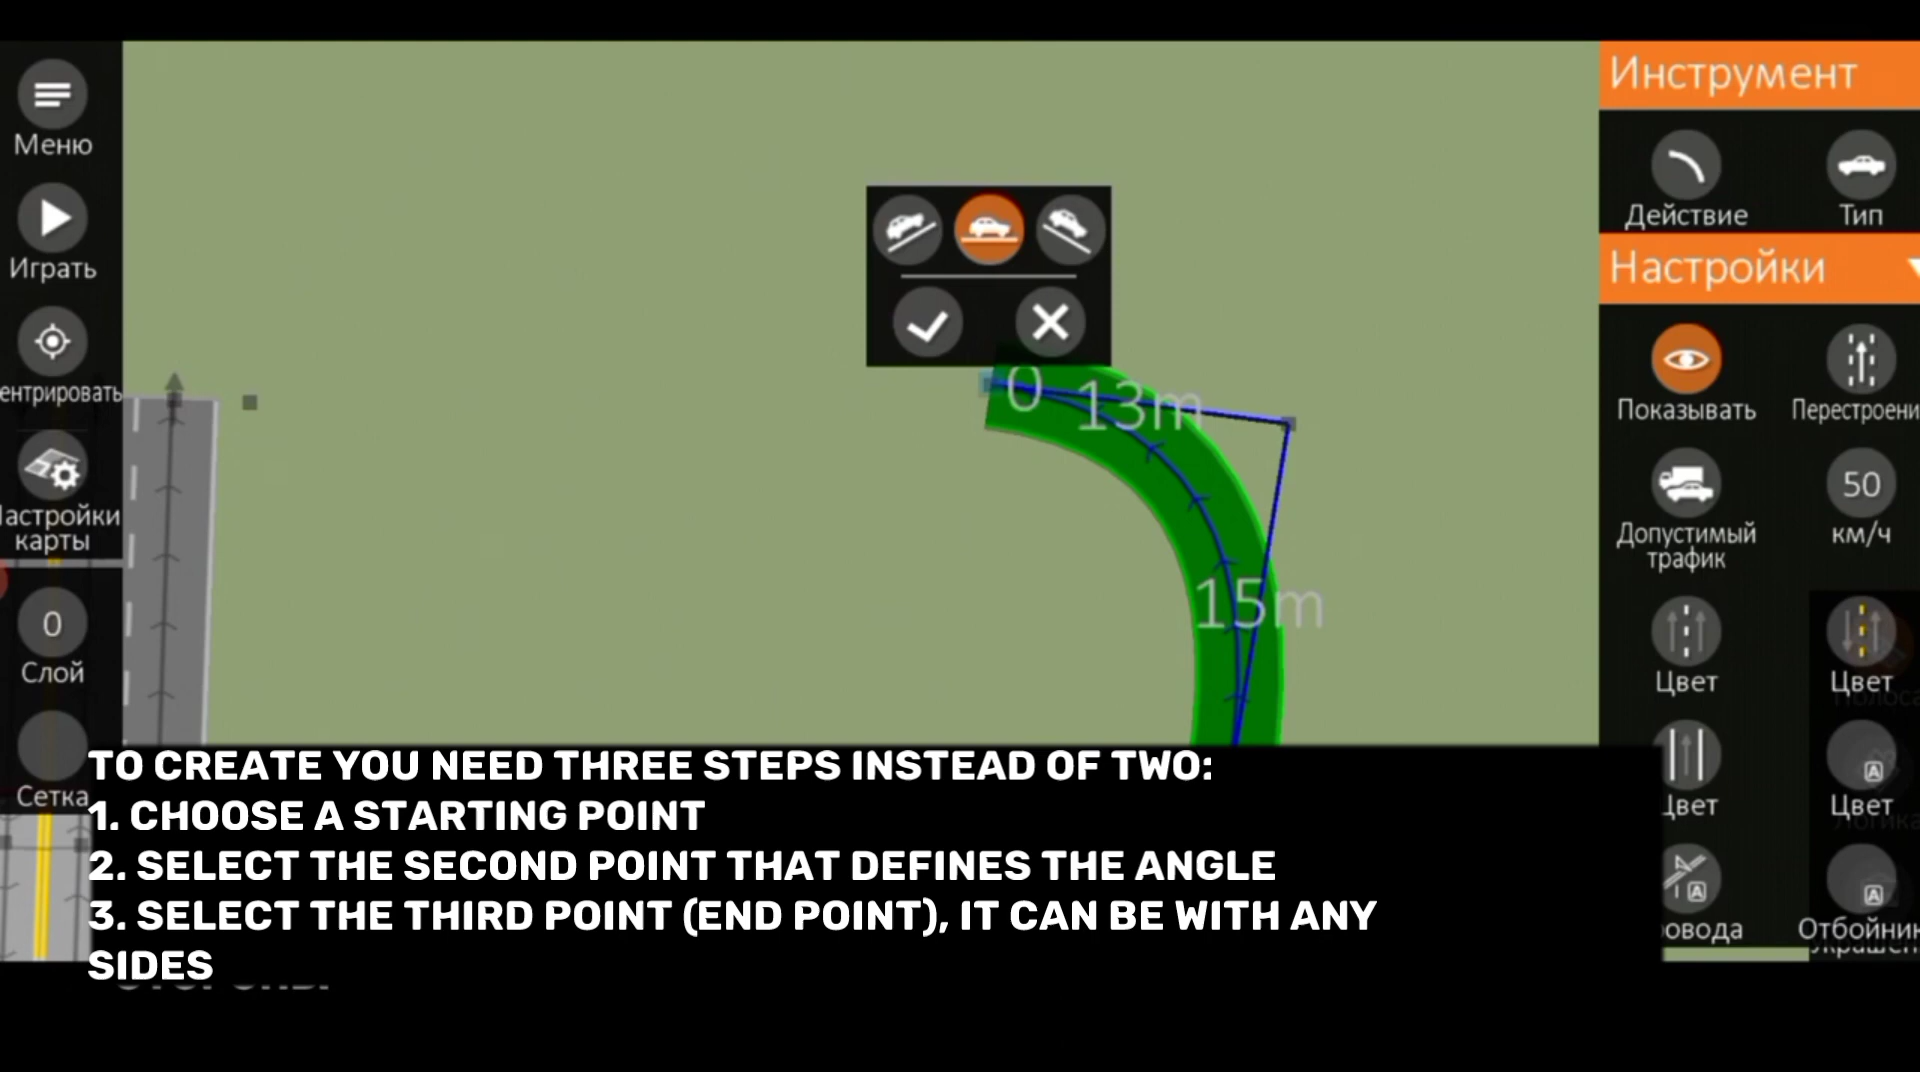 Меню
Играть
ентрировать
Настройки
карты
0
Слой
Сетка
0
13m
15m
Инструмент
Действие
Тип
Настройки
Показывать
Перестроени
Допустимый
трафик
50
км/ч
Цвет
Цвет
Цвет
A
Цвет
A
ровода
A
Отбойник
TO CREATE YOU NEED THREE STEPS INSTEAD OF TWO:
1. CHOOSE A STARTING POINT
2. SELECT THE SECOND POINT THAT DEFINES THE ANGLE
3. SELECT THE THIRD POINT (END POINT), IT CAN BE WITH ANY
SIDES